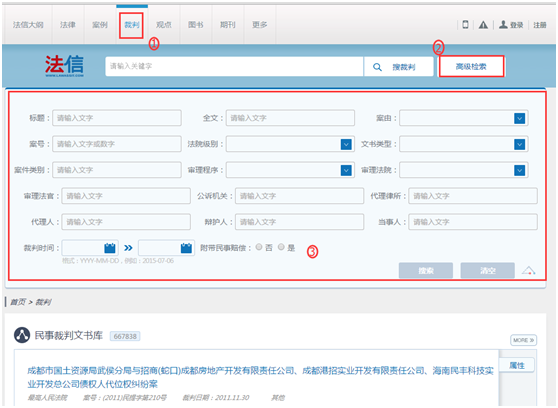 法信大纲 法律 案例 裁判 观点 图书 期刊 更多 登录 注册
① ②
法信 请输入关键字 搜裁判 高级检索
WWW.LAWXSHY.COM
标题： 请输入文字 全文： 请输入文字 案由：
案号： 请输入文字或数字 法院级别： 文书类型：
案件类别： 请输入文字 审理程序： 审理法院：
审理法官： 请输入文字 公诉机关： 请输入文字 代理律所： 请输入文字
代理人： 请输入文字 辩护人： 请输入文字 当事人： 请输入文字
裁判时间： 附带民事赔偿： 否 是 ③
格式：YYYY-MM-DD，例如：2015-07-06
搜索 清空
首页 > 裁判
民事裁判文书库 667838 MORE
成都市国土资源局武侯分局与招商(蛇口)成都房地产开发有限责任公司、成都港招实业开发有限责任公司、海南民丰科技实 属性
业开发总公司债权人代位权纠纷案
最高人民法院 案号：(2011)民提字第210号 裁判日期：2011.11.30 其他